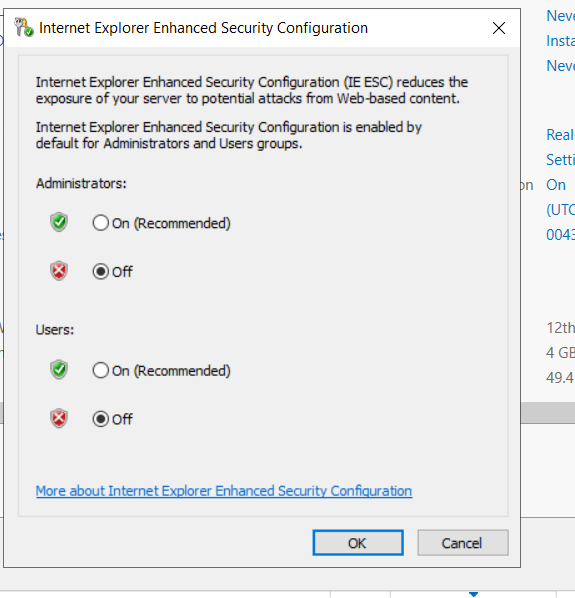 Internet Explorer Enhanced Security Configuration
Internet Explorer Enhanced Security Configuration (IE ESC) reduces the
exposure of your server to potential attacks from Web-based content.
Internet Explorer Enhanced Security Configuration is enabled by
default for Administrators and Users groups.
Administrators:
On (Recommended)
Off
Users:
On (Recommended)
Off
More about Internet Explorer Enhanced Security Configuration
OK
Cancel
Neve
Insta
Neve
Real
Setti
on On
(UTC
0043
12th
4 GB
49.4